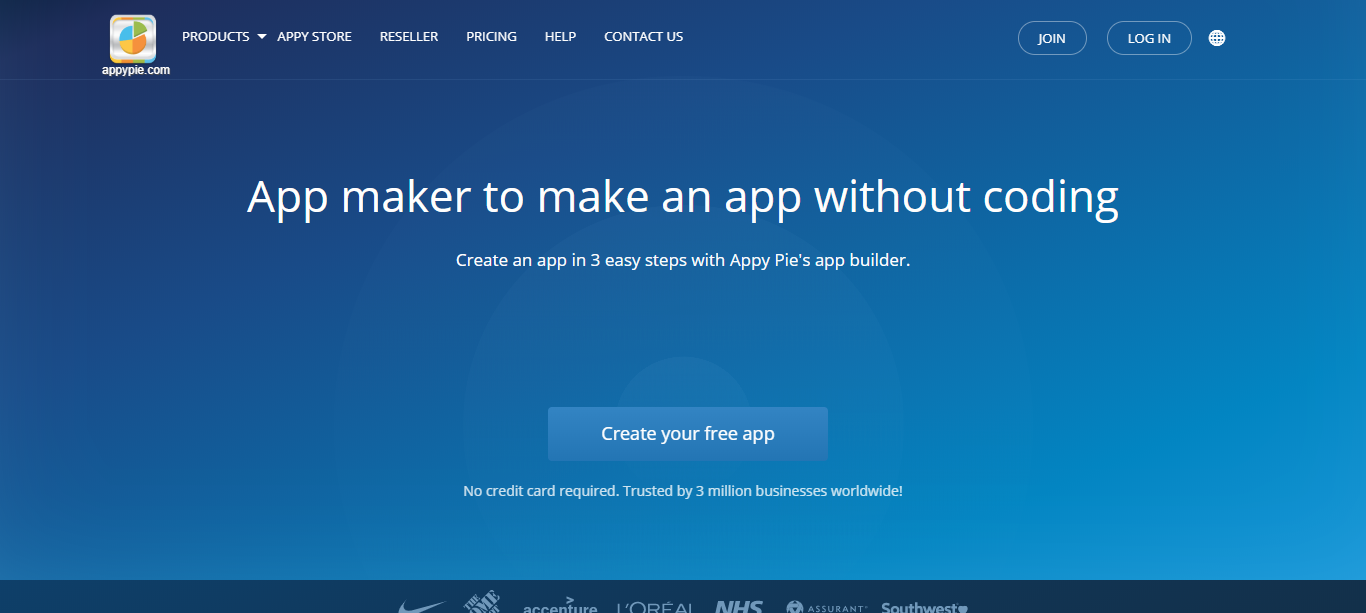 PRODUCTS APPY STORE RESELLER PRICING HELP CONTACT US JOIN LOG IN
appypie.com
App maker to make an app without coding
Create an app in 3 easy steps with Appy Pie's app builder.
Create your free app
No credit card required. Trusted by 3 million businesses worldwide!
THE HOME accenture L'ORÉAL NHS ASSURANT Southwest